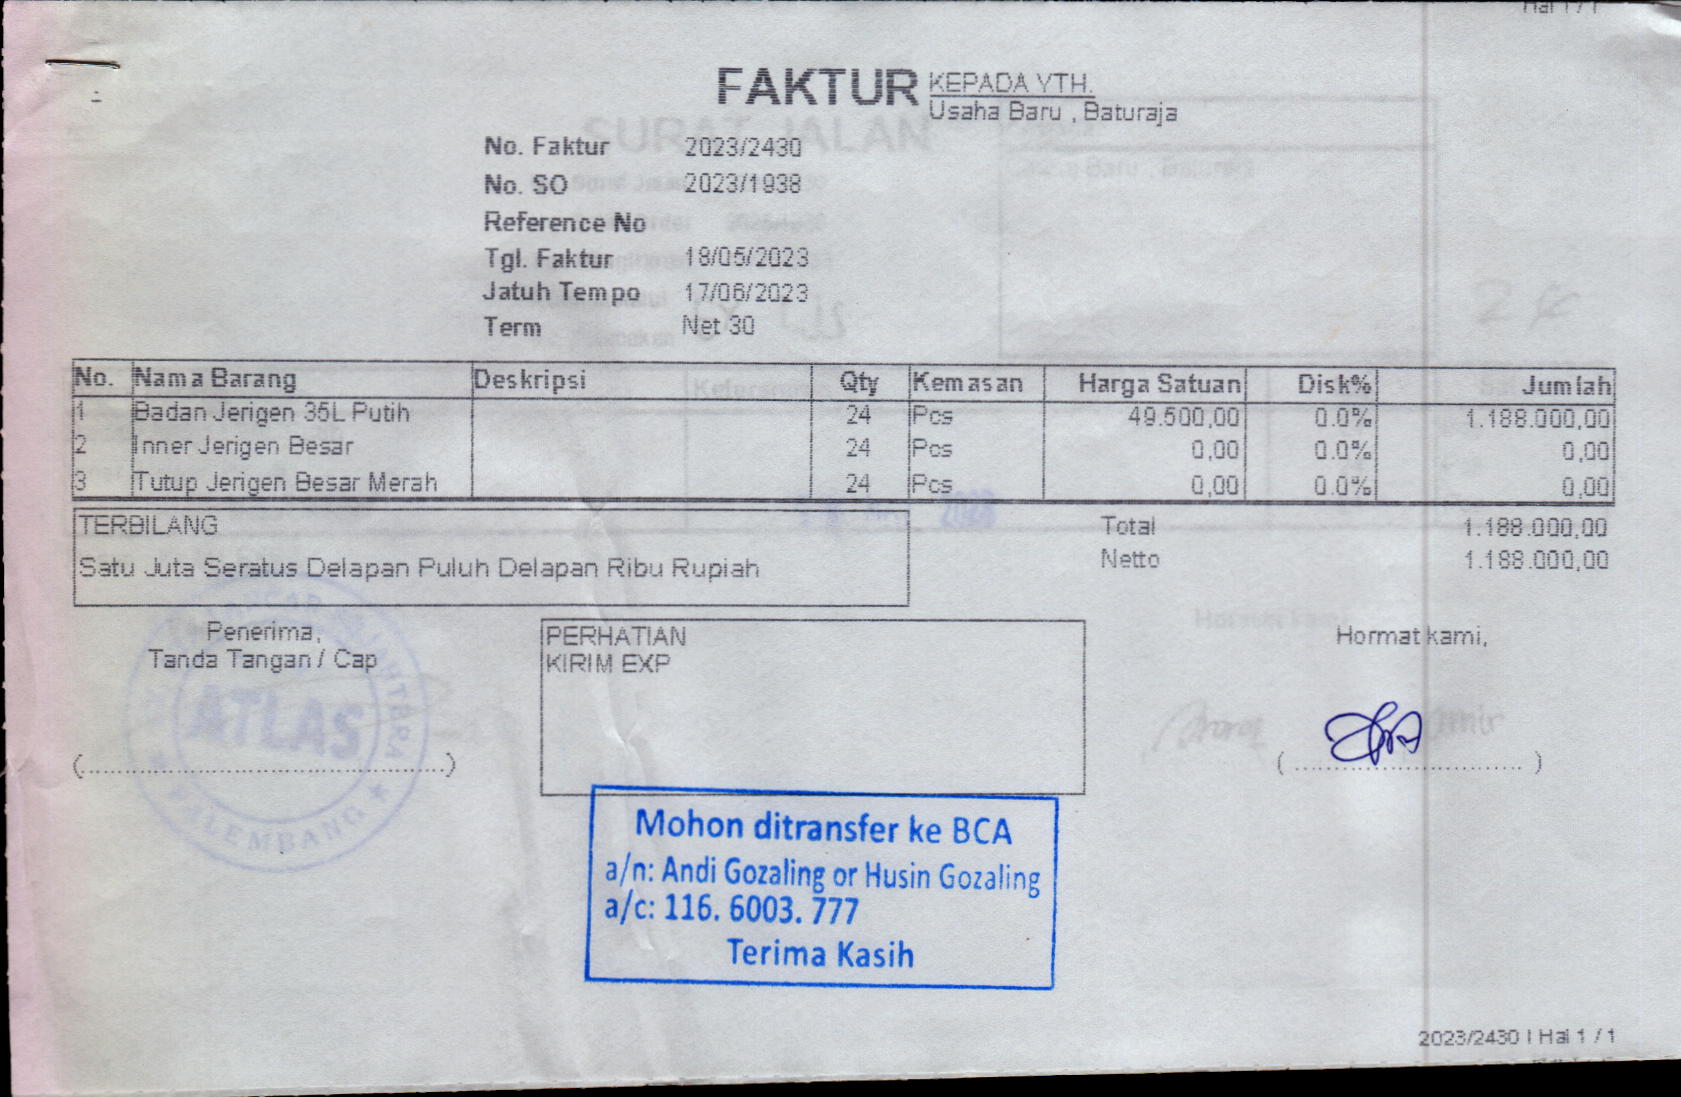 FAKTUR
KEPADA YTH.
Usaha Baru , Baturaja
No. Faktur 2023/2430
No. SO 2023/1938
Reference No
Tgl. Faktur 18/05/2023
Jatuh Tempo 17/06/2023
Term Net 30
No. Nama Barang Deskripsi Qty Kemasan Harga Satuan Disk% Jumlah
1 Badan Jerigen 35L Putih 24 Pcs 49.500,00 0.0% 1.188.000,00
2 Inner Jerigen Besar 24 Pcs 0,00 0.0% 0,00
3 Tutup Jerigen Besar Merah 24 Pcs 0,00 0.0% 0,00
TERBILANG
Satu Juta Seratus Delapan Puluh Delapan Ribu Rupiah
Total 1.188.000,00
Netto 1.188.000,00
Penerima,
Tanda Tangan / Cap
ATLAS
PALEMBANG
PERHATIAN
KIRIM EXP
Hormat kami,
Mohon ditransfer ke BCA
a/n: Andi Gozaling or Husin Gozaling
a/c: 116. 6003. 777
Terima Kasih
2023/2430 | Hal 1 / 1